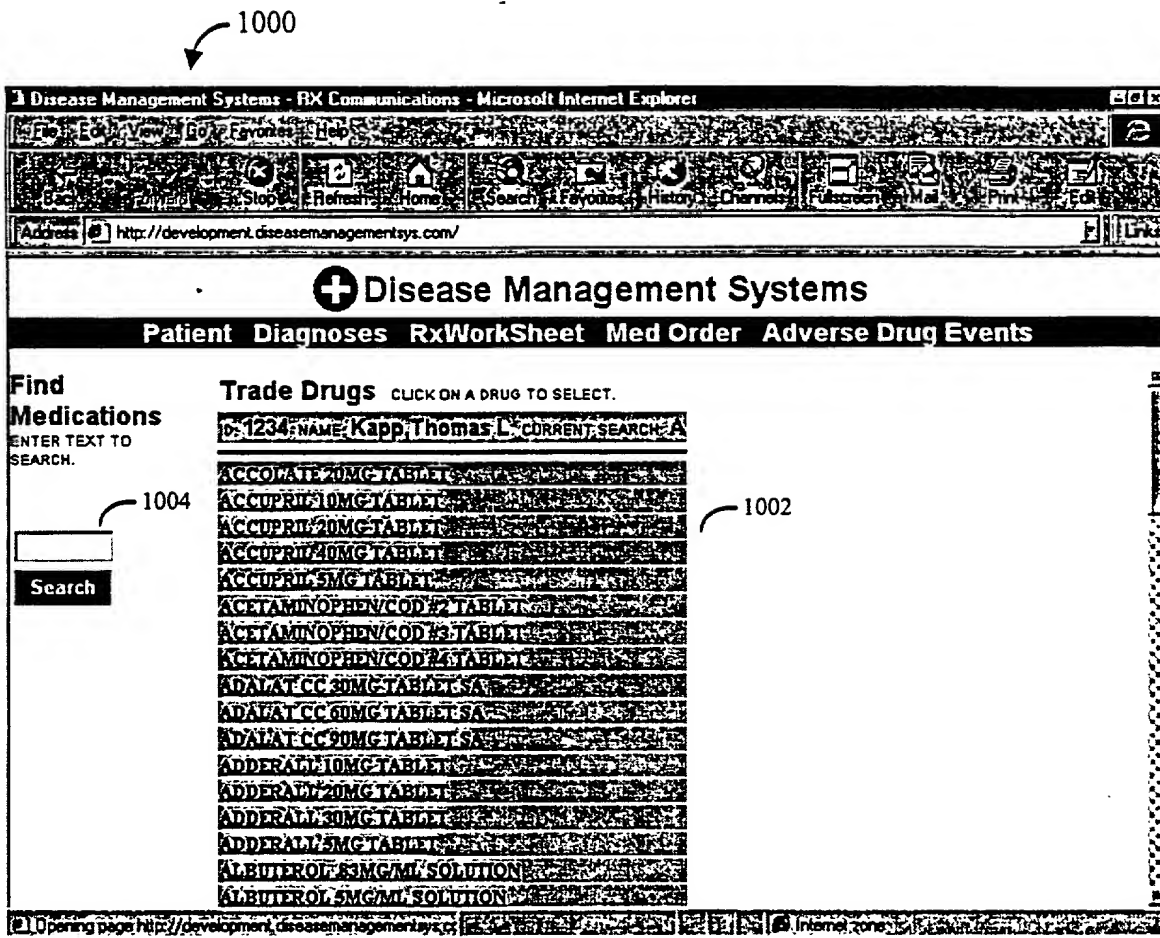 1000
Disease Management Systems - RX Communications - Microsoft Internet Explorer
File Edit View Go Favorites Help
Back Stop Refresh Home Search Favorites History Channels Fullscreen Mail Print Edit
Address http://development.diseasemanagementsys.com/ Links
Disease Management Systems
Patient Diagnoses RxWorkSheet Med Order Adverse Drug Events
Find
Medications
ENTER TEXT TO
SEARCH.
1004
Search
Trade Drugs CLICK ON A DRUG TO SELECT.
ID: 1234 NAME: Kapp, Thomas L CURRENT SEARCH: A
1002
ACCOLATE 20MG TABLET
ACCUPRIL 10MG TABLET
ACCUPRIL 20MG TABLET
ACCUPRIL 40MG TABLET
ACCUPRIL 5MG TABLET
ACETAMINOPHEN/COD #2 TABLET
ACETAMINOPHEN/COD #3 TABLET
ACETAMINOPHEN/COD #4 TABLET
ADALAT CC 30MG TABLET SA
ADALAT CC 60MG TABLET SA
ADALAT CC 90MG TABLET SA
ADDERALL 10MG TABLET
ADDERALL 20MG TABLET
ADDERALL 30MG TABLET
ADDERALL 5MG TABLET
ALBUTEROL .83MG/ML SOLUTION
ALBUTEROL 5MG/ML SOLUTION
Opening page http://development.diseasemanagementsys.cc Internet zone